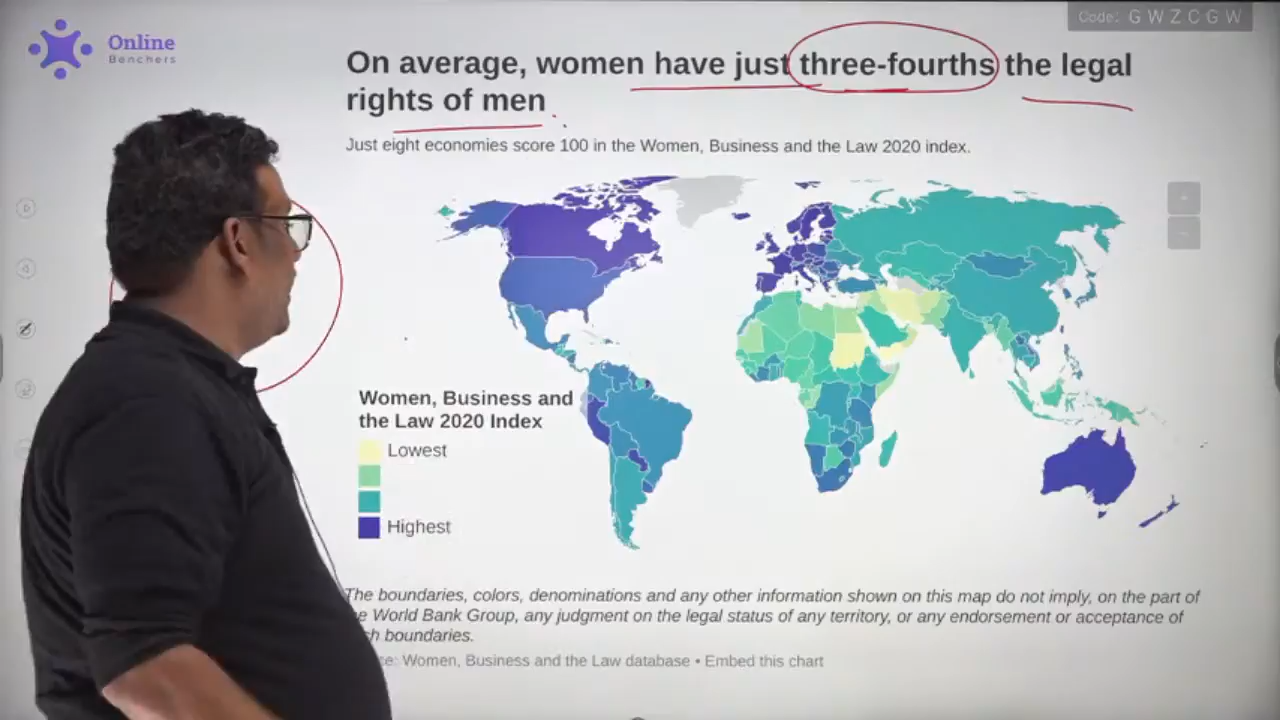 Code: G W Z C G W
Online
Benchers
On average, women have just three-fourths the legal
rights of men
Just eight economies score 100 in the Women, Business and the Law 2020 index.
Women, Business and
the Law 2020 Index
Lowest
Highest
The boundaries, colors, denominations and any other information shown on this map do not imply, on the part of
World Bank Group, any judgment on the legal status of any territory, or any endorsement or acceptance of
boundaries.
Women, Business and the Law database • Embed this chart